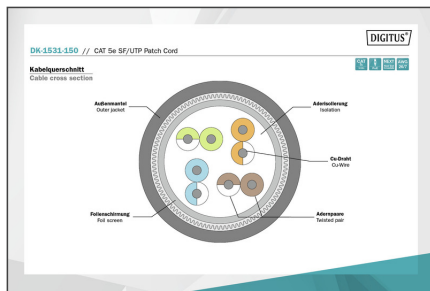 DIGITUS®
DK-1531-150 // CAT 5e SF/UTP Patch Cord
Kabelquerschnitt
Cable cross section
Außenmantel
Outer jacket
Aderisolierung
Isolation
Cu-Draht
Cu-Wire
Folienschirmung
Foil screen
Adernpaare
Twisted pair